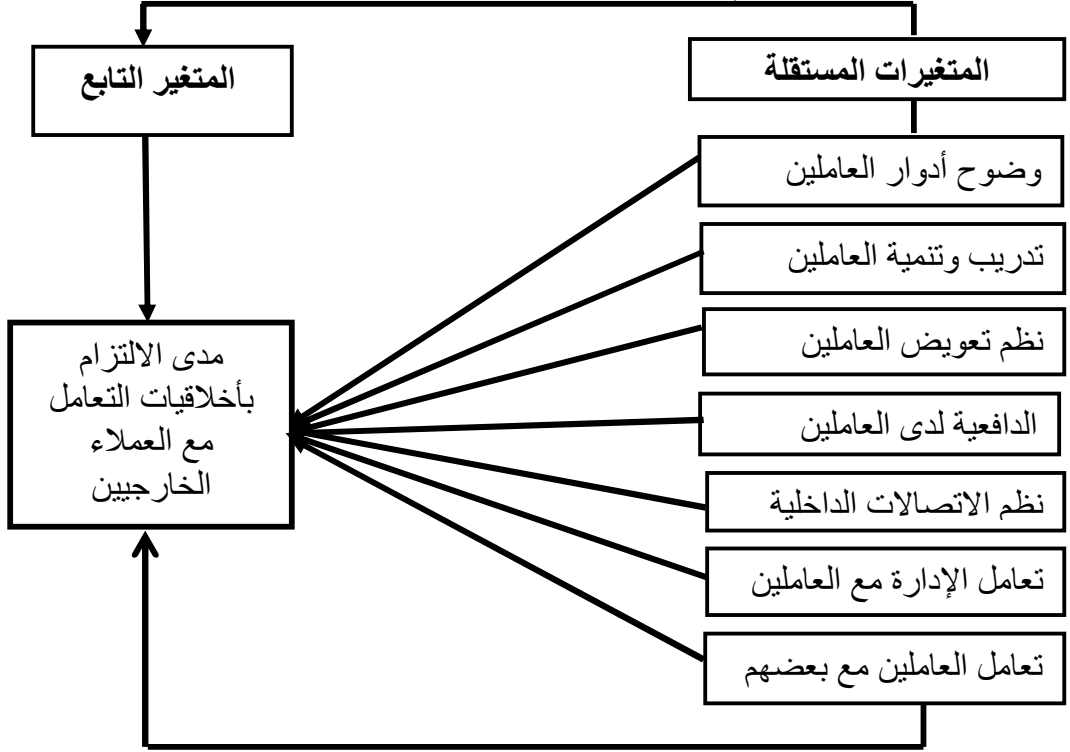 المتغيرات المستقلة
المتغير التابع
وضوح أدوار العاملين
تدريب وتنمية العاملين
نظم تعويض العاملين
الدافعية لدى العاملين
نظم الاتصالات الداخلية
تعامل الإدارة مع العاملين
تعامل العاملين مع بعضهم
مدى الالتزام
بأخلاقيات التعامل
مع العملاء
الخارجيين